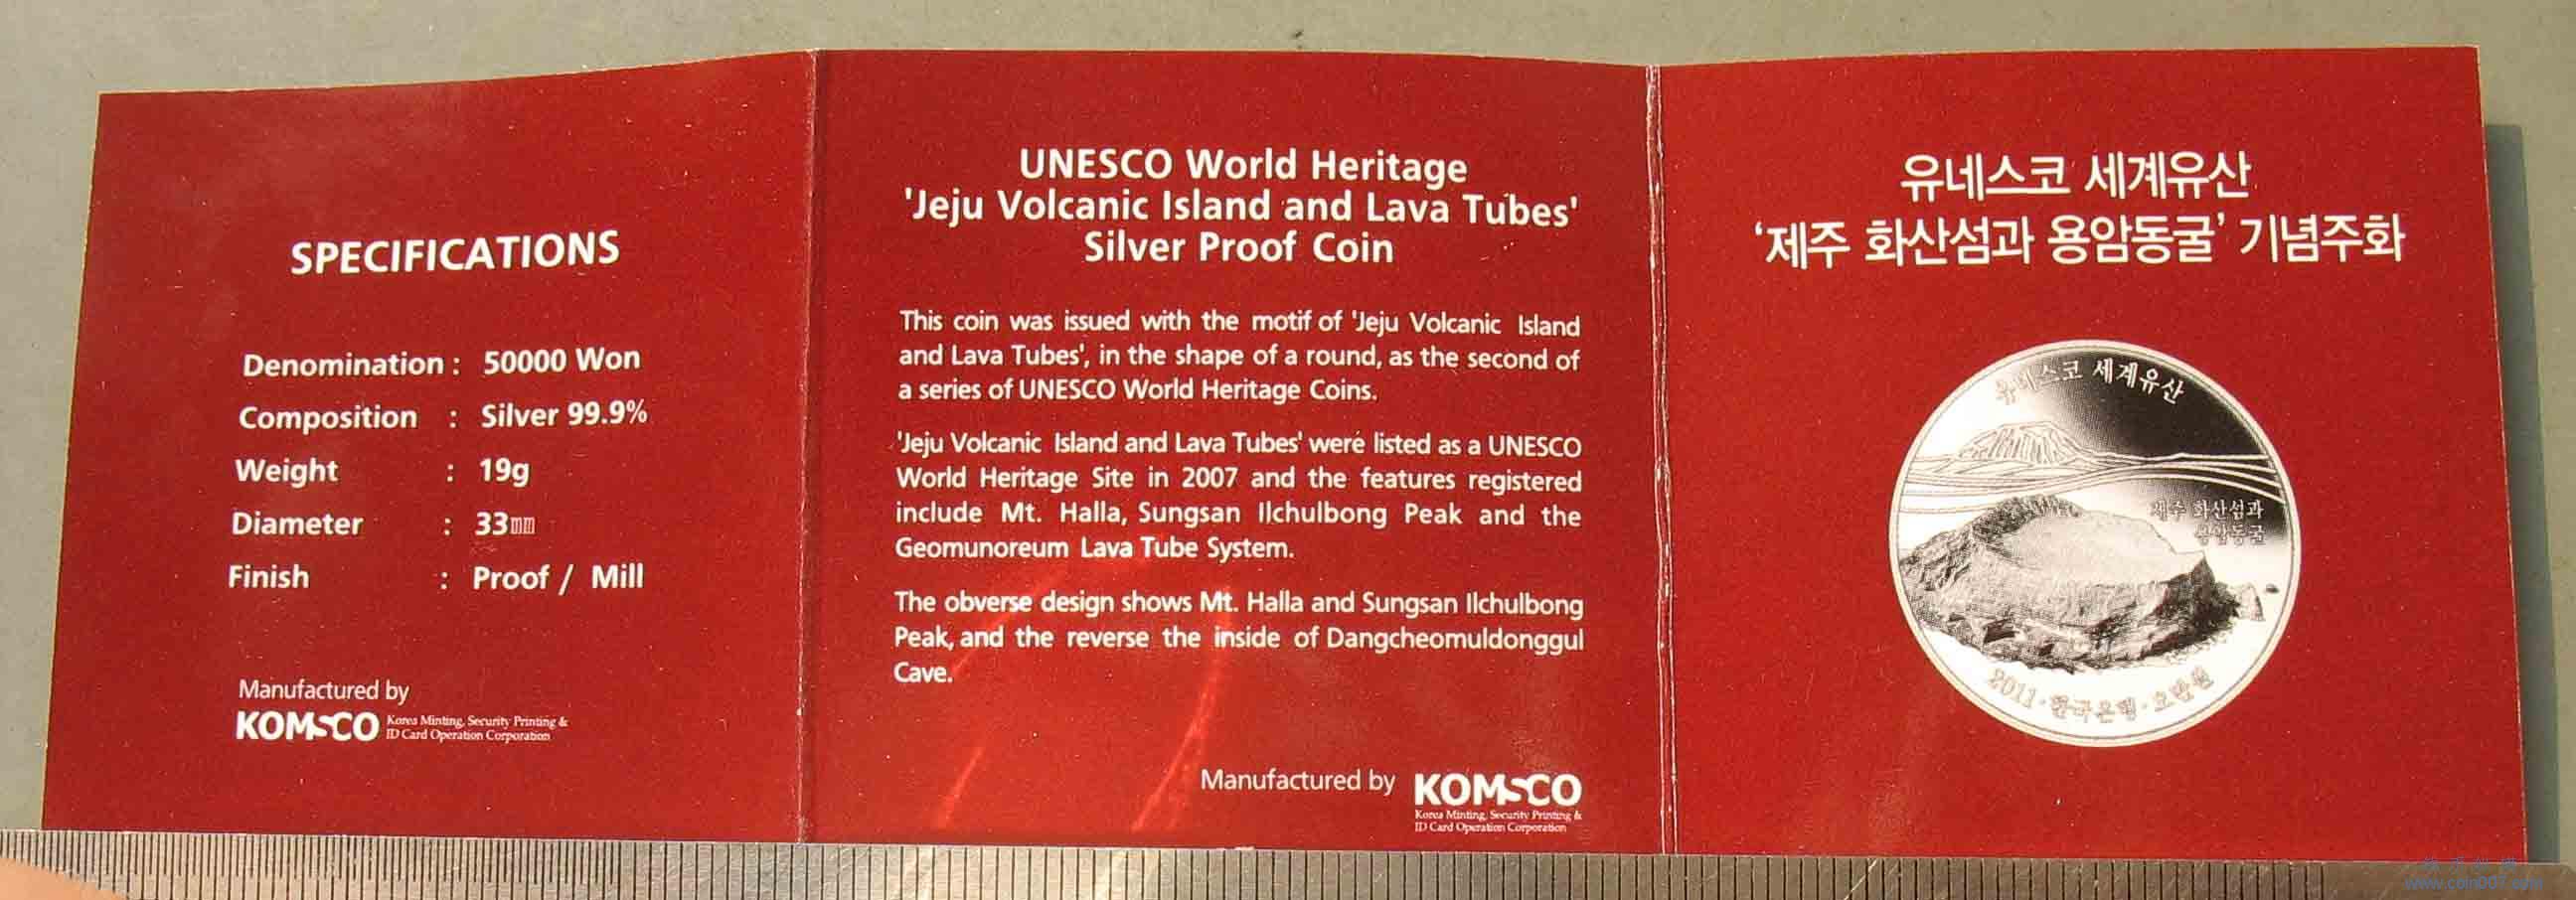 SPECIFICATIONS
Denomination : 50000 Won
Composition : Silver 99.9%
Weight : 19g
Diameter : 33㎜
Finish : Proof / Mill
Manufactured by
KOMSCO Korea Minting, Security Printing &
ID Card Operation Corporation
UNESCO World Heritage
'Jeju Volcanic Island and Lava Tubes'
Silver Proof Coin
This coin was issued with the motif of 'Jeju Volcanic Island
and Lava Tubes', in the shape of a round, as the second of
a series of UNESCO World Heritage Coins.
'Jeju Volcanic Island and Lava Tubes' were listed as a UNESCO
World Heritage Site in 2007 and the features registered
include Mt. Halla, Sungsan Ilchulbong Peak and the
Geomunoreum Lava Tube System.
The obverse design shows Mt. Halla and Sungsan Ilchulbong
Peak, and the reverse the inside of Dangcheomuldonggul
Cave.
Manufactured by KOMSCO
Korea Minting, Security Printing &
ID Card Operation Corporation
유네스코 세계유산
‘제주 화산섬과 용암동굴’ 기념주화
유네스코 세계유산
제주 화산섬과
용암동굴
2011·한국은행·오만원
www.coin007.com